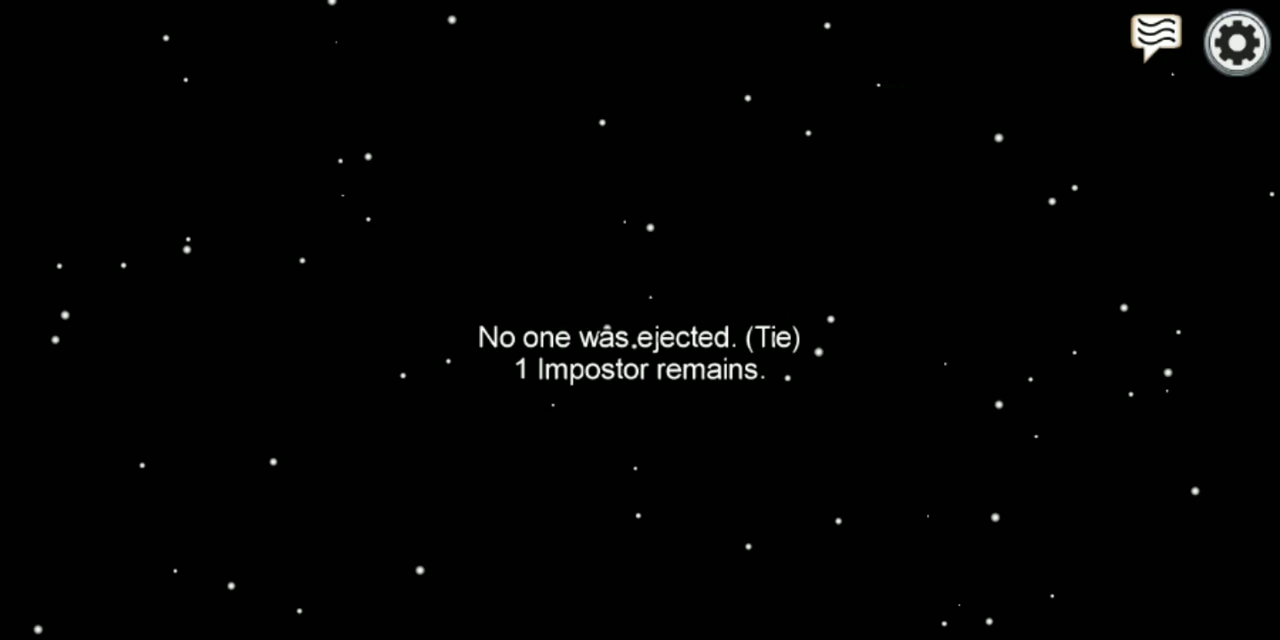 No one was ejected. (Tie)
1 Impostor remains.